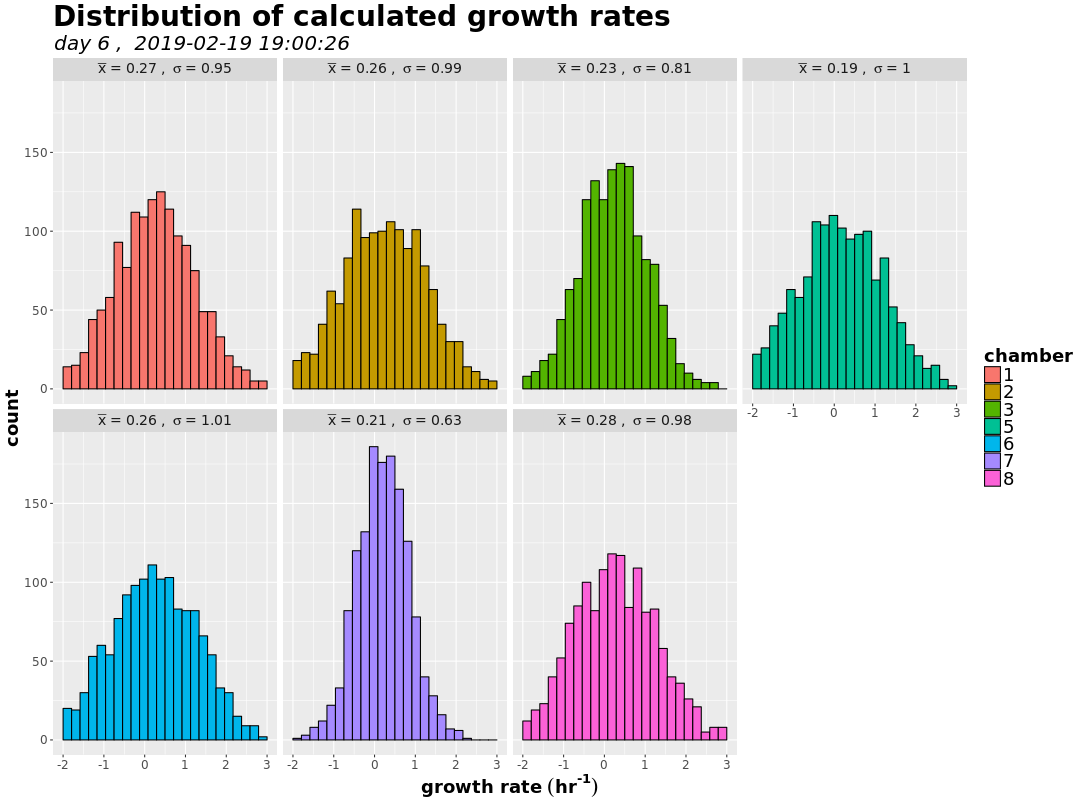 Distribution of calculated growth rates
day 6 , 2019-02-19 19:00:26
x̅ = 0.27 , σ = 0.95
x̅ = 0.26 , σ = 0.99
x̅ = 0.23 , σ = 0.81
x̅ = 0.19 , σ = 1
150
100
50
0
-2 -1 0 1 2 3
count
x̅ = 0.26 , σ = 1.01
x̅ = 0.21 , σ = 0.63
x̅ = 0.28 , σ = 0.98
150
100
50
0
-2 -1 0 1 2 3
-2 -1 0 1 2 3
-2 -1 0 1 2 3
growth rate (hr⁻¹)
chamber
1
2
3
5
6
7
8